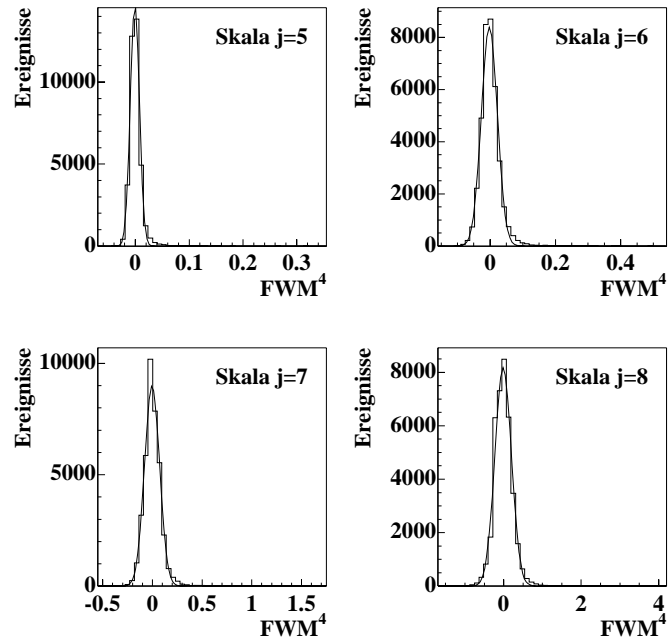 Ereignisse
Skala j=5
10000
5000
0
0 0.1 0.2 0.3
FWM⁴
Ereignisse
Skala j=6
8000
6000
4000
2000
0
0 0.2 0.4
FWM⁴
Ereignisse
Skala j=7
10000
5000
0
-0.5 0 0.5 1 1.5
FWM⁴
Ereignisse
Skala j=8
8000
6000
4000
2000
0
0 2 4
FWM⁴